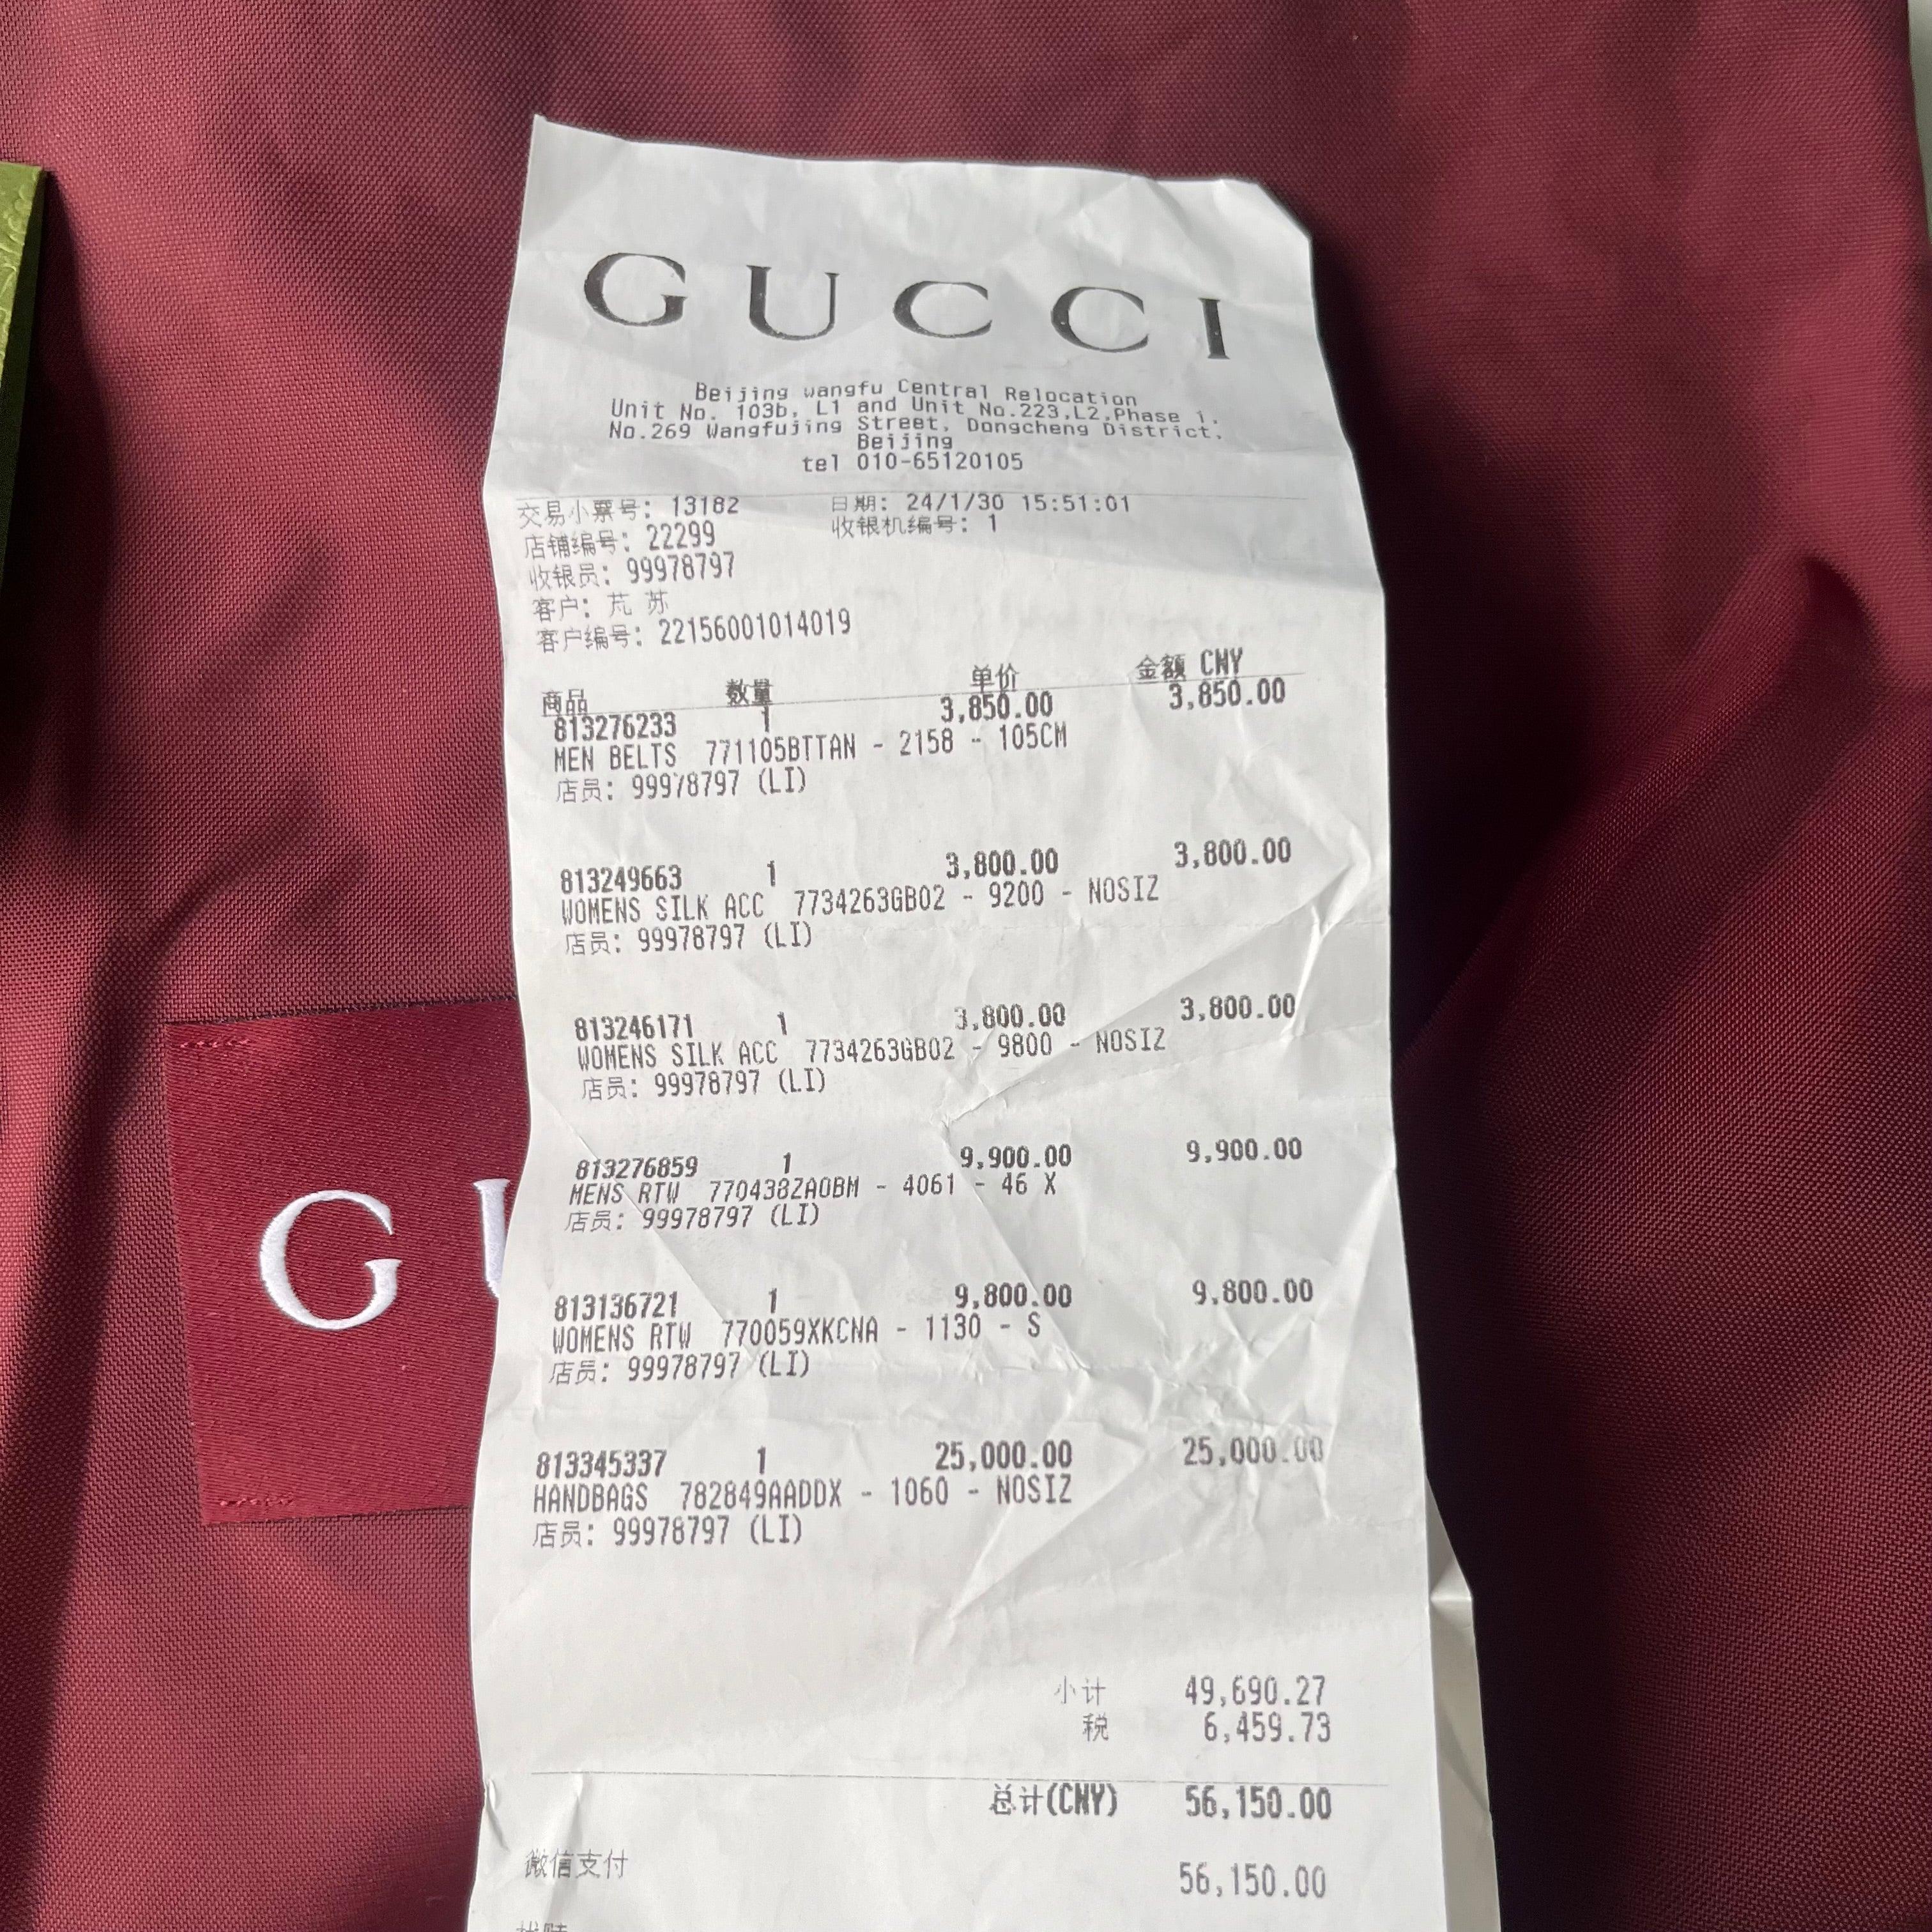 GUCCI
Beijing wangfu Central Relocation
Unit No. 103b, L1 and Unit No.223,L2,Phase 1,
No.269 Wangfujing Street, Dongcheng District,
Beijing
tel 010-65120105
交易小票号: 13182 日期: 24/1/30 15:51:01
店铺编号: 22299 收银机编号: 1
收银员: 99978797
客户: 芃 苏
客户编号: 22156001014019
商品 数量 单价 金额 CNY
813276233 1 3,850.00 3,850.00
MEN BELTS 771105BTTAN - 2158 - 105CM
店员: 99978797 (LI)
813249663 1 3,800.00 3,800.00
WOMENS SILK ACC 7734263GB02 - 9200 - NOSIZ
店员: 99978797 (LI)
813246171 1 3,800.00 3,800.00
WOMENS SILK ACC 7734263GB02 - 9800 - NOSIZ
店员: 99978797 (LI)
813276859 1 9,900.00 9,900.00
MENS RTW 770438ZAOBM - 4061 - 46 X
店员: 99978797 (LI)
813136721 1 9,800.00 9,800.00
WOMENS RTW 770059XKCNA - 1130 - S
店员: 99978797 (LI)
813345337 1 25,000.00 25,000.00
HANDBAGS 782849AADDX - 1060 - NOSIZ
店员: 99978797 (LI)
小计 49,690.27
税 6,459.73
总计(CNY) 56,150.00
微信支付 56,150.00
G U